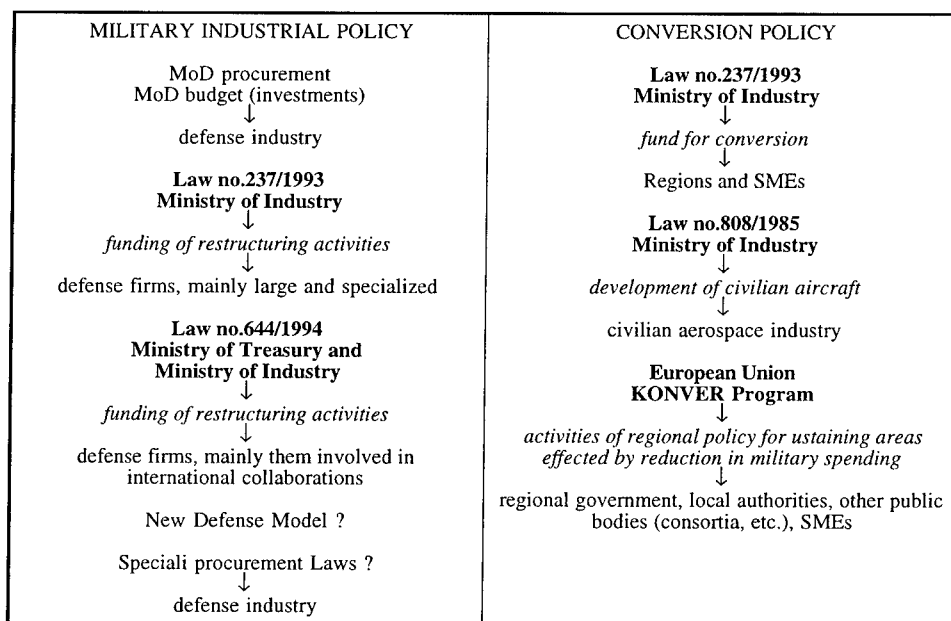 MILITARY INDUSTRIAL POLICY
MoD procurement
MoD budget (investments)
↓
defense industry
Law no.237/1993
Ministry of Industry
↓
funding of restructuring activities
↓
defense firms, mainly large and specialized
Law no.644/1994
Ministry of Treasury and
Ministry of Industry
↓
funding of restructuring activities
↓
defense firms, mainly them involved in
international collaborations
New Defense Model ?
Speciali procurement Laws ?
↓
defense industry
CONVERSION POLICY
Law no.237/1993
Ministry of Industry
↓
fund for conversion
↓
Regions and SMEs
Law no.808/1985
Ministry of Industry
↓
development of civilian aircraft
↓
civilian aerospace industry
European Union
KONVER Program
↓
activities of regional policy for ustaining areas
effected by reduction in military spending
↓
regional government, local authorities, other public
bodies (consortia, etc.), SMEs